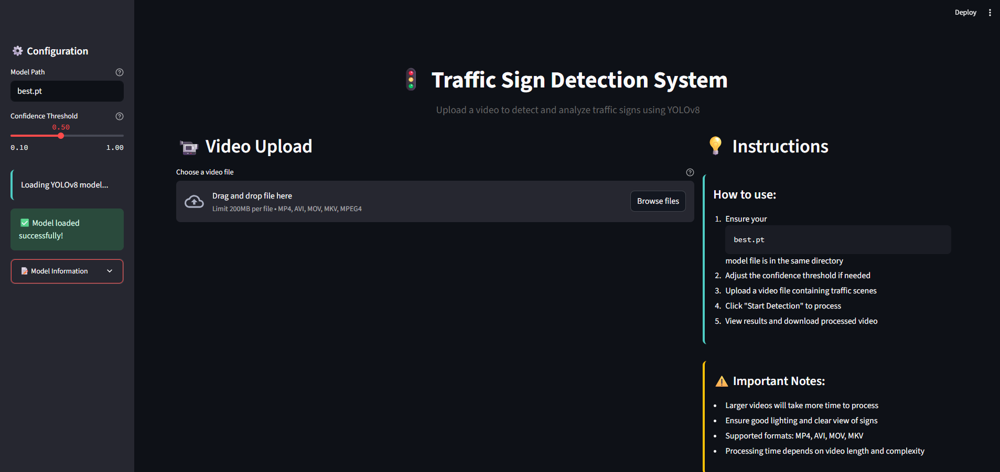 Deploy
Configuration
Model Path
best.pt
Confidence Threshold
0.50
0.10 1.00
Loading YOLOv8 model...
Model loaded
successfully!
Model Information
Traffic Sign Detection System
Upload a video to detect and analyze traffic signs using YOLOv8
Video Upload
Choose a video file
Drag and drop file here
Limit 200MB per file • MP4, AVI, MOV, MKV, MPEG4
Browse files
Instructions
How to use:
1. Ensure your
best.pt
model file is in the same directory
2. Adjust the confidence threshold if needed
3. Upload a video file containing traffic scenes
4. Click "Start Detection" to process
5. View results and download processed video
Important Notes:
• Larger videos will take more time to process
• Ensure good lighting and clear view of signs
• Supported formats: MP4, AVI, MOV, MKV
• Processing time depends on video length and complexity